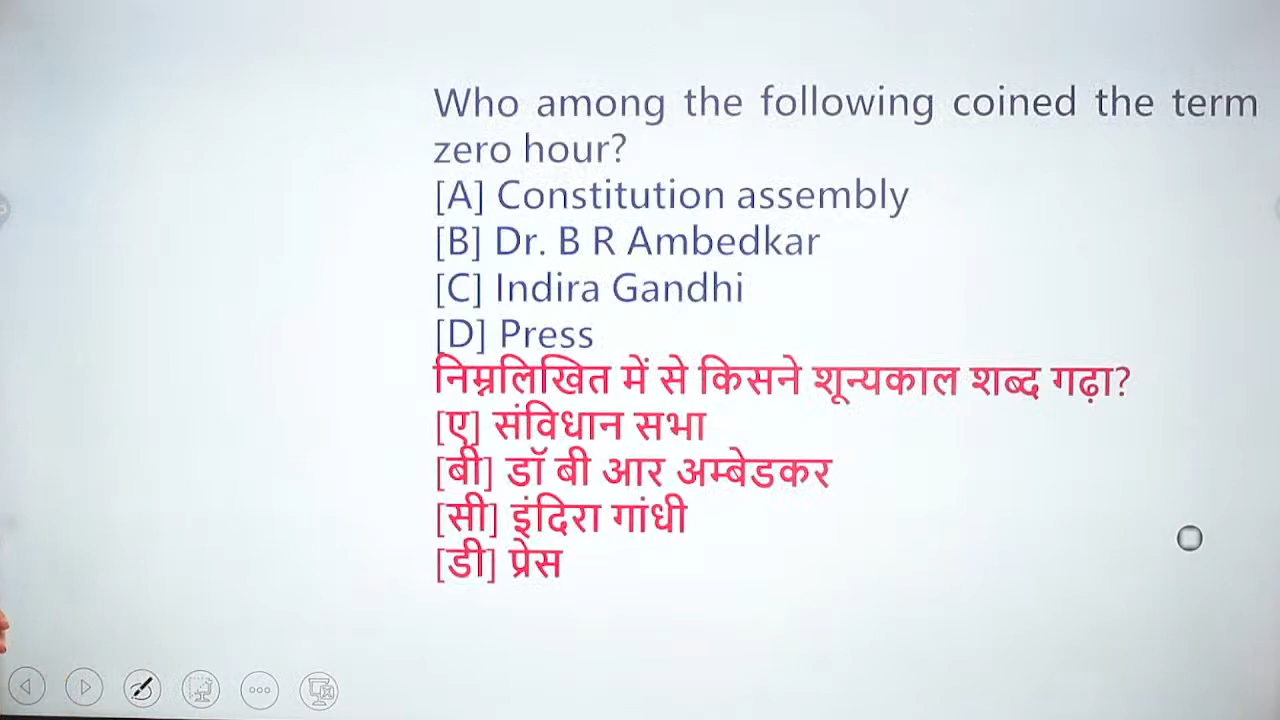 Who among the following coined the term
zero hour?
[A] Constitution assembly
[B] Dr. B R Ambedkar
[C] Indira Gandhi
[D] Press
निम्नलिखित में से किसने शून्यकाल शब्द गढ़ा?
[ए] संविधान सभा
[बी] डॉ बी आर अम्बेडकर
[सी] इंदिरा गांधी
[डी] प्रेस